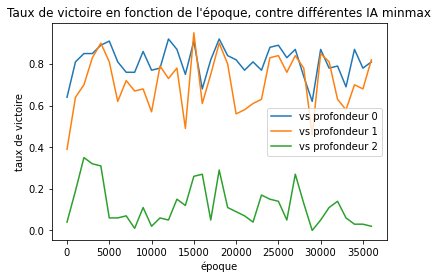 Taux de victoire en fonction de l'époque, contre différentes IA minmax
taux de victoire
0.8
0.6
0.4
0.2
0.0
vs profondeur 0
vs profondeur 1
vs profondeur 2
0 5000 10000 15000 20000 25000 30000 35000
époque